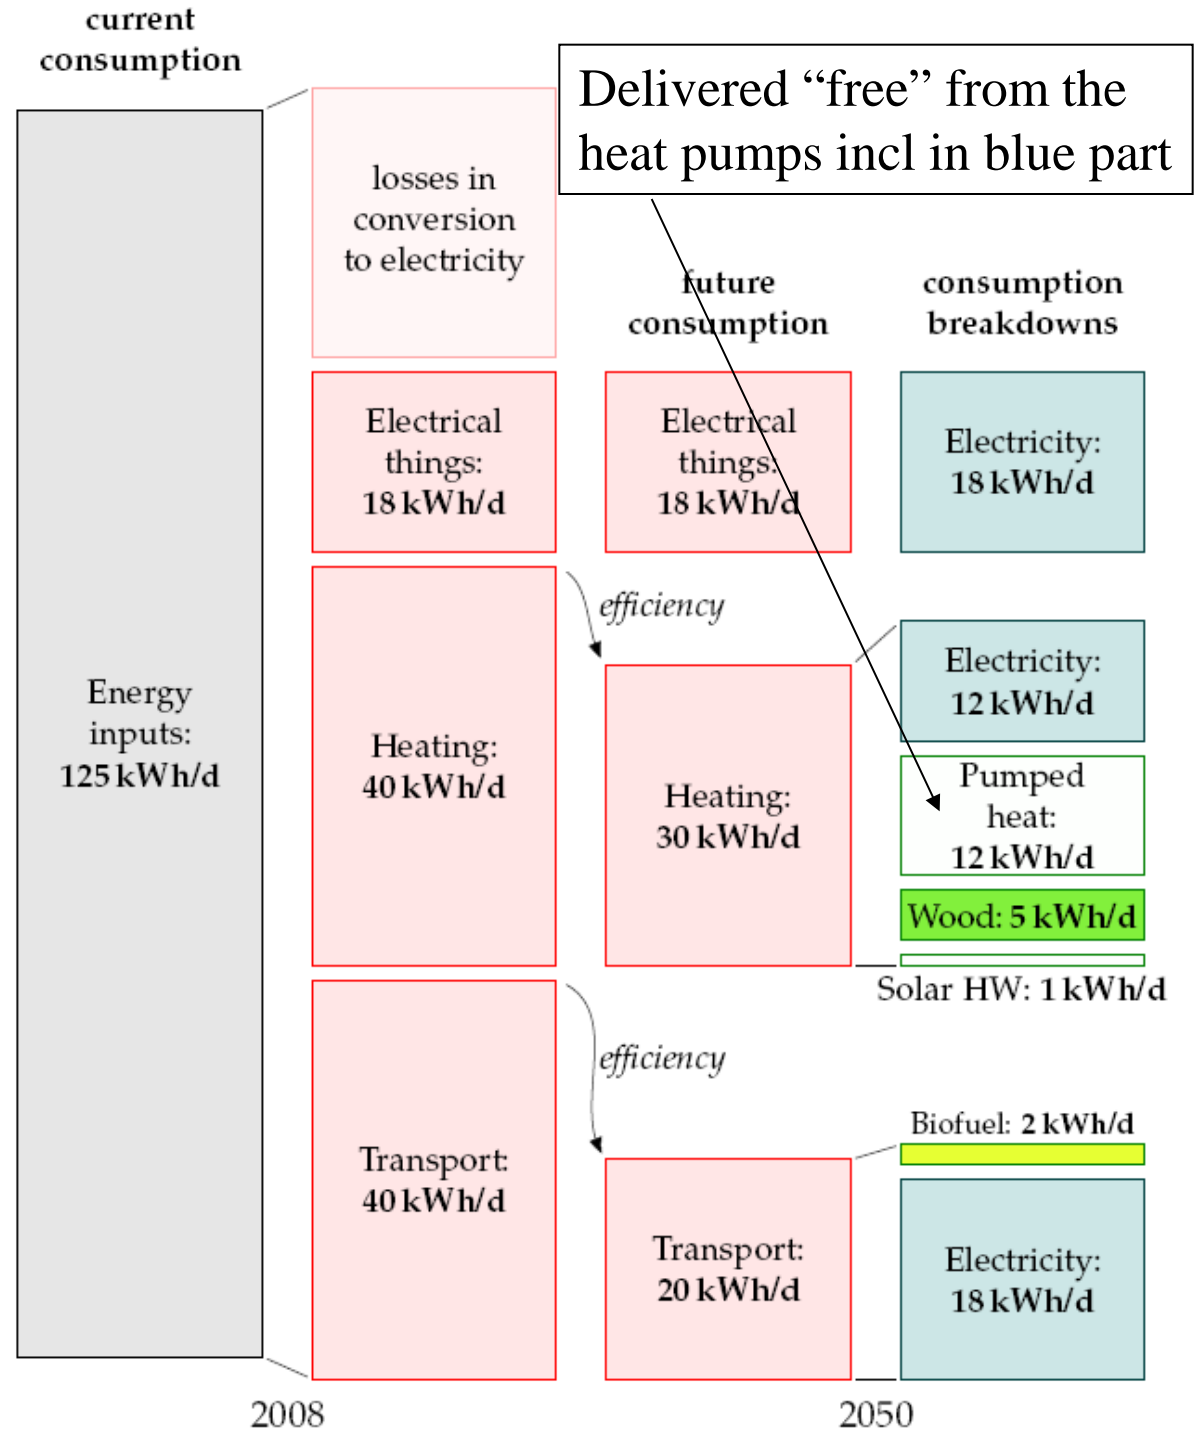 current
consumption
Delivered “free” from the
heat pumps incl in blue part
losses in
conversion
to electricity
future
consumption
consumption
breakdowns
Electrical
things:
18 kWh/d
Electrical
things:
18 kWh/d
Electricity:
18 kWh/d
efficiency
Energy
inputs:
125 kWh/d
Heating:
40 kWh/d
Heating:
30 kWh/d
Electricity:
12 kWh/d
Pumped
heat:
12 kWh/d
Wood: 5 kWh/d
Solar HW: 1 kWh/d
efficiency
Transport:
40 kWh/d
Transport:
20 kWh/d
Biofuel: 2 kWh/d
Electricity:
18 kWh/d
2008
2050